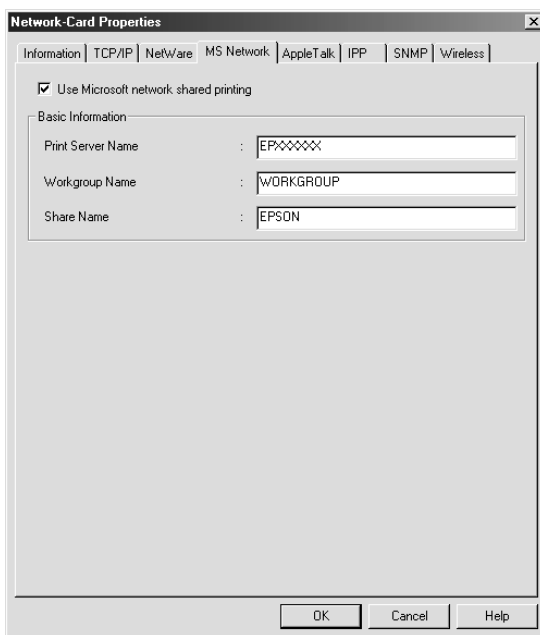 Network-Card Properties
Information TCP/IP NetWare MS Network AppleTalk IPP SNMP Wireless
Use Microsoft network shared printing
Basic Information
Print Server Name : EPXXXXXX
Workgroup Name : WORKGROUP
Share Name : EPSON
OK Cancel Help